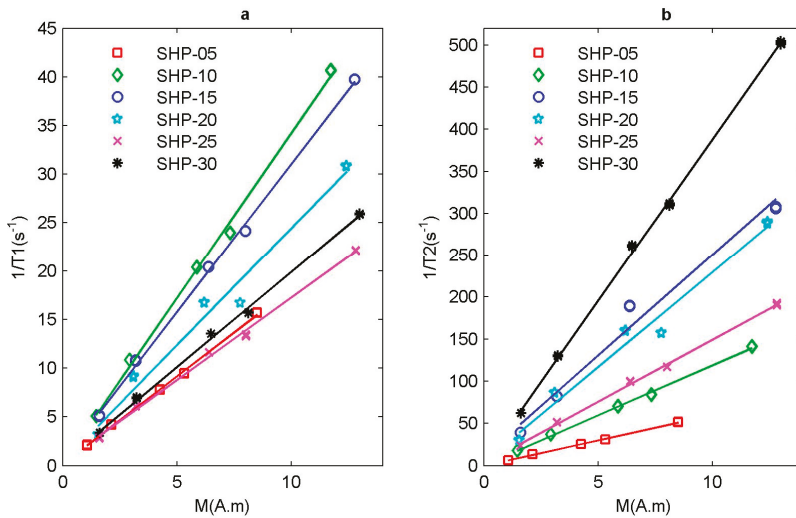 a
45
40
35
30
25
20
15
10
5
0
0 5 10
1/T1(s⁻¹)
M(A.m)
SHP-05
SHP-10
SHP-15
SHP-20
SHP-25
SHP-30
b
500
450
400
350
300
250
200
150
100
50
0
0 5 10
1/T2(s⁻¹)
M(A.m)
SHP-05
SHP-10
SHP-15
SHP-20
SHP-25
SHP-30